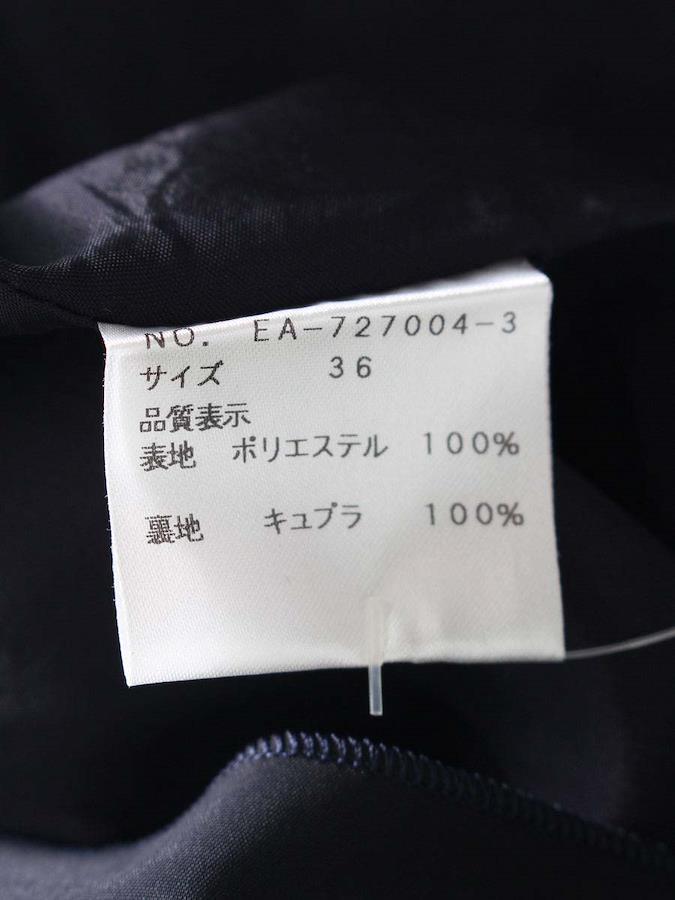 NO. EA-727004-3
サイズ 36
品質表示
表地 ポリエステル 100%
裏地 キュプラ 100%